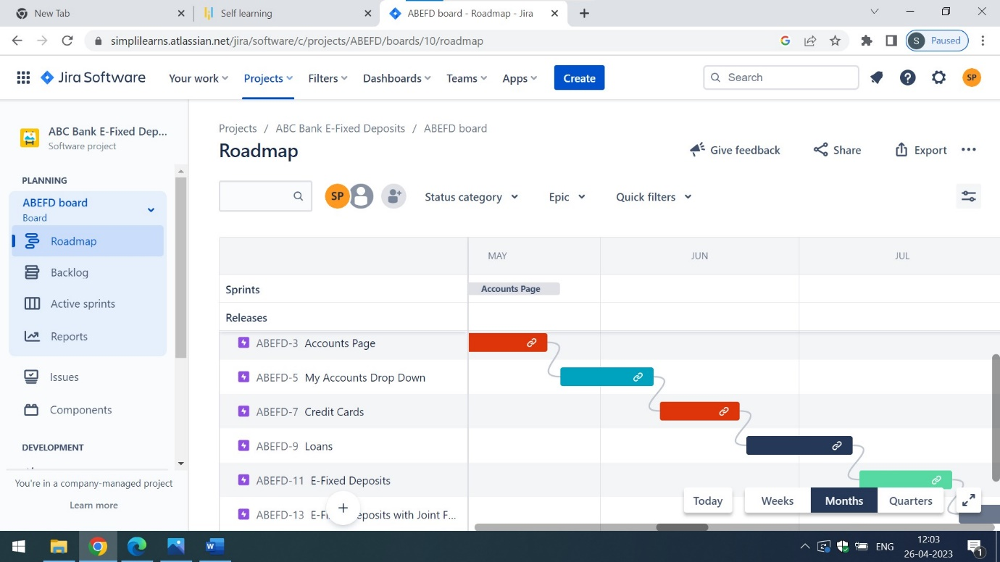 New Tab
Self learning
ABEFD board - Roadmap - Jira
simplilearns.atlassian.net/jira/software/c/projects/ABEFD/boards/10/roadmap
S Paused
Jira Software
Your work
Projects
Filters
Dashboards
Teams
Apps
Create
Search
SP
ABC Bank E-Fixed Dep...
Software project
PLANNING
ABEFD board
Board
Roadmap
Backlog
Active sprints
Reports
Issues
Components
DEVELOPMENT
You're in a company-managed project
Learn more
Projects / ABC Bank E-Fixed Deposits / ABEFD board
Roadmap
Give feedback
Share
Export
SP
Status category
Epic
Quick filters
MAY JUN JUL
Sprints
Accounts Page
Releases
ABEFD-3 Accounts Page
ABEFD-5 My Accounts Drop Down
ABEFD-7 Credit Cards
ABEFD-9 Loans
ABEFD-11 E-Fixed Deposits
ABEFD-13 with Joint F...
Today
Weeks
Months
Quarters
W
ENG
12:03
26-04-2023
1